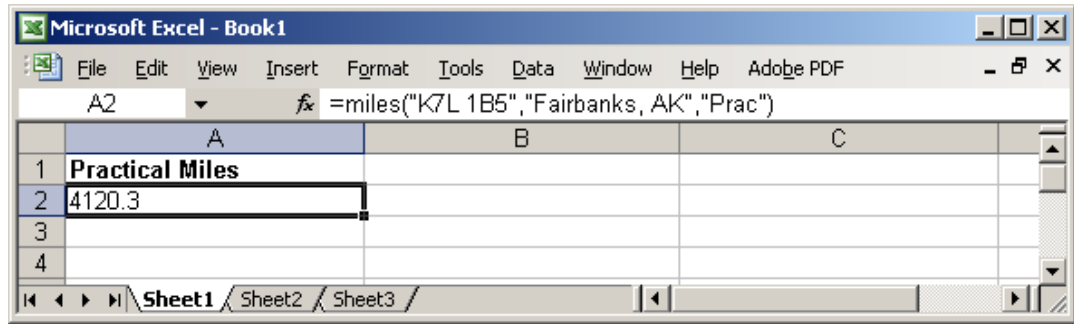 Microsoft Excel - Book1
File Edit View Insert Format Tools Data Window Help Adobe PDF
A2 fx =miles("K7L 1B5","Fairbanks, AK","Prac")
A B C
1 Practical Miles
2 4120.3
3
4
Sheet1 Sheet2 Sheet3